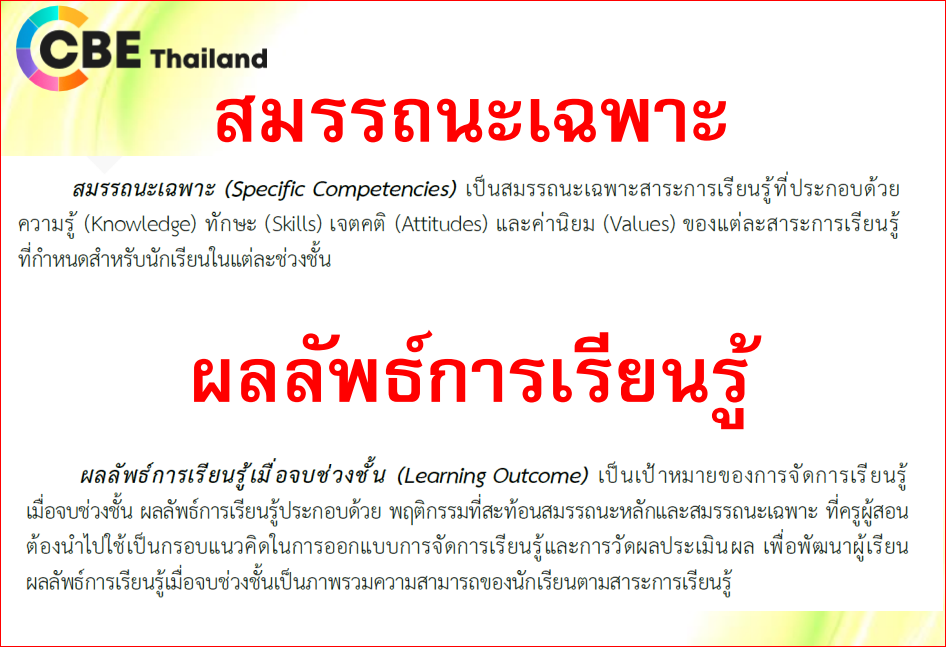 CBE Thailand
สมรรถนะเฉพาะ
สมรรถนะเฉพาะ (Specific Competencies) เป็นสมรรถนะเฉพาะสาระการเรียนรู้ที่ประกอบด้วย
ความรู้ (Knowledge) ทักษะ (Skills) เจตคติ (Attitudes) และค่านิยม (Values) ของแต่ละสาระการเรียนรู้
ที่กำหนดสำหรับนักเรียนในแต่ละช่วงชั้น
ผลลัพธ์การเรียนรู้
ผลลัพธ์การเรียนรู้เมื่อจบช่วงชั้น (Learning Outcome) เป็นเป้าหมายของการจัดการเรียนรู้
เมื่อจบช่วงชั้น ผลลัพธ์การเรียนรู้ประกอบด้วย พฤติกรรมที่สะท้อนสมรรถนะหลักและสมรรถนะเฉพาะ ที่ครูผู้สอน
ต้องนำไปใช้เป็นกรอบแนวคิดในการออกแบบการจัดการเรียนรู้และการวัดผลประเมินผล เพื่อพัฒนาผู้เรียน
ผลลัพธ์การเรียนรู้เมื่อจบช่วงชั้นเป็นภาพรวมความสามารถของนักเรียนตามสาระการเรียนรู้